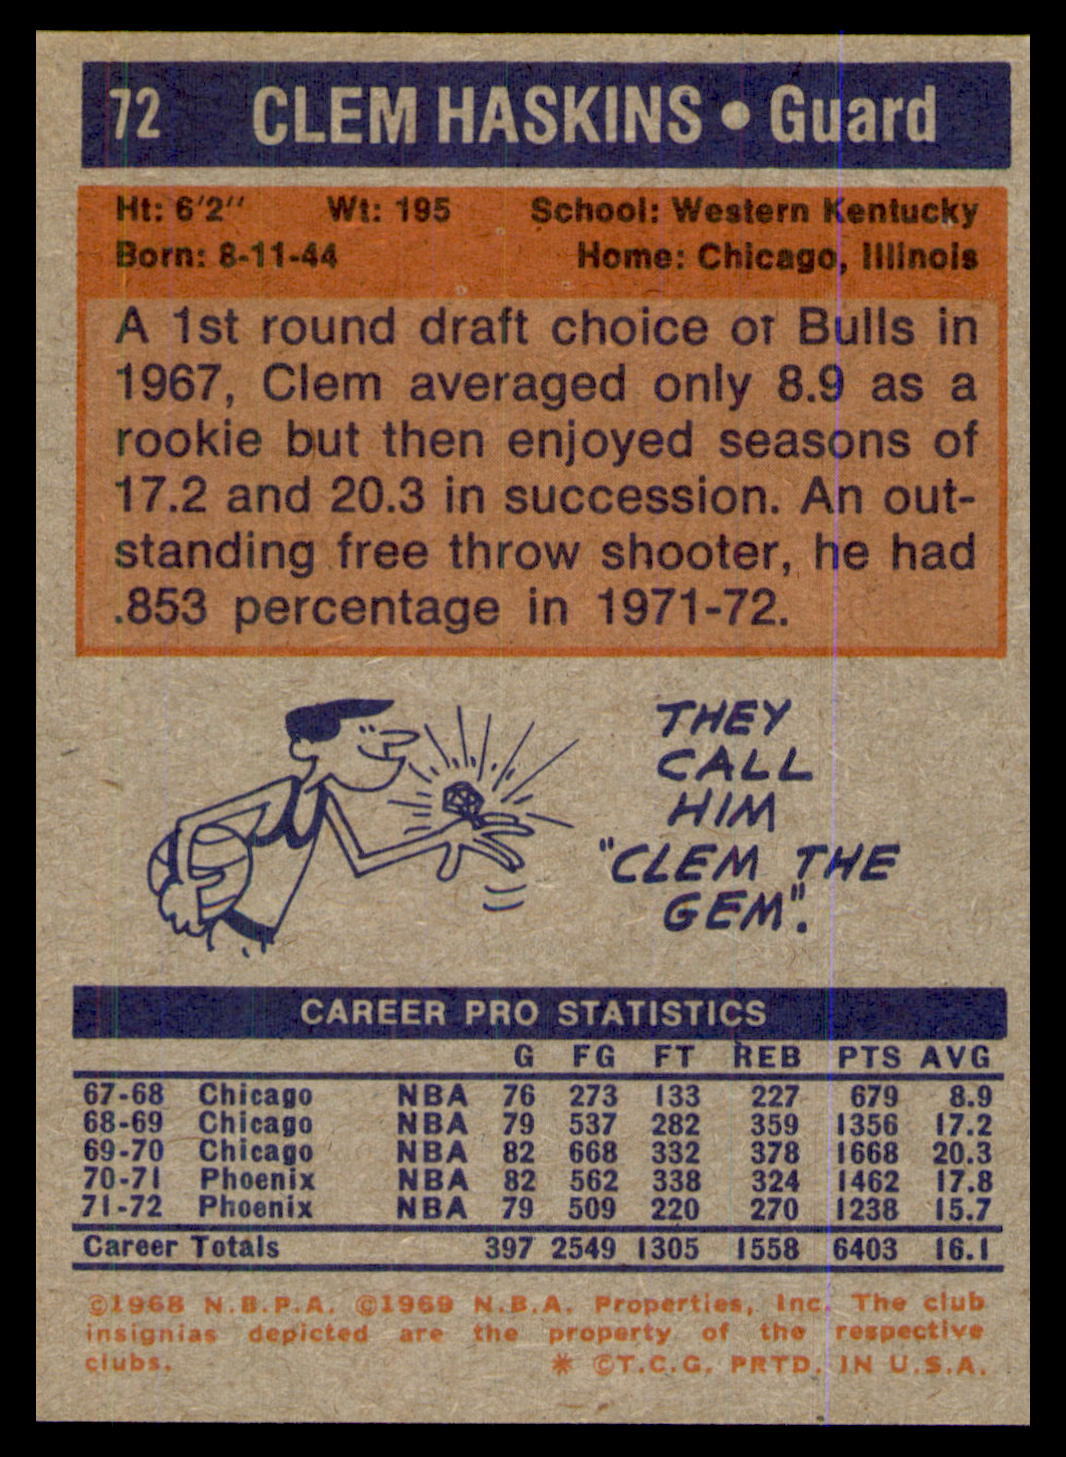 72 CLEM HASKINS • Guard
Ht: 6'2" Wt: 195 School: Western Kentucky
Born: 8-11-44 Home: Chicago, Illinois
A 1st round draft choice of Bulls in
1967, Clem averaged only 8.9 as a
rookie but then enjoyed seasons of
17.2 and 20.3 in succession. An out-
standing free throw shooter, he had
.853 percentage in 1971-72.
THEY
CALL
HIM
"CLEM THE
GEM".
CAREER PRO STATISTICS
G FG FT REB PTS AVG
67-68 Chicago NBA 76 273 133 227 679 8.9
68-69 Chicago NBA 79 537 282 359 1356 17.2
69-70 Chicago NBA 82 668 332 378 1668 20.3
70-71 Phoenix NBA 82 562 338 324 1462 17.8
71-72 Phoenix NBA 79 509 220 270 1238 15.7
Career Totals 397 2549 1305 1558 6403 16.1
©1968 N.B.P.A. ©1969 N.B.A. Properties, Inc. The club
insignias depicted are the property of the respective
clubs. * ©T.C.G. PRTD. IN U.S.A.